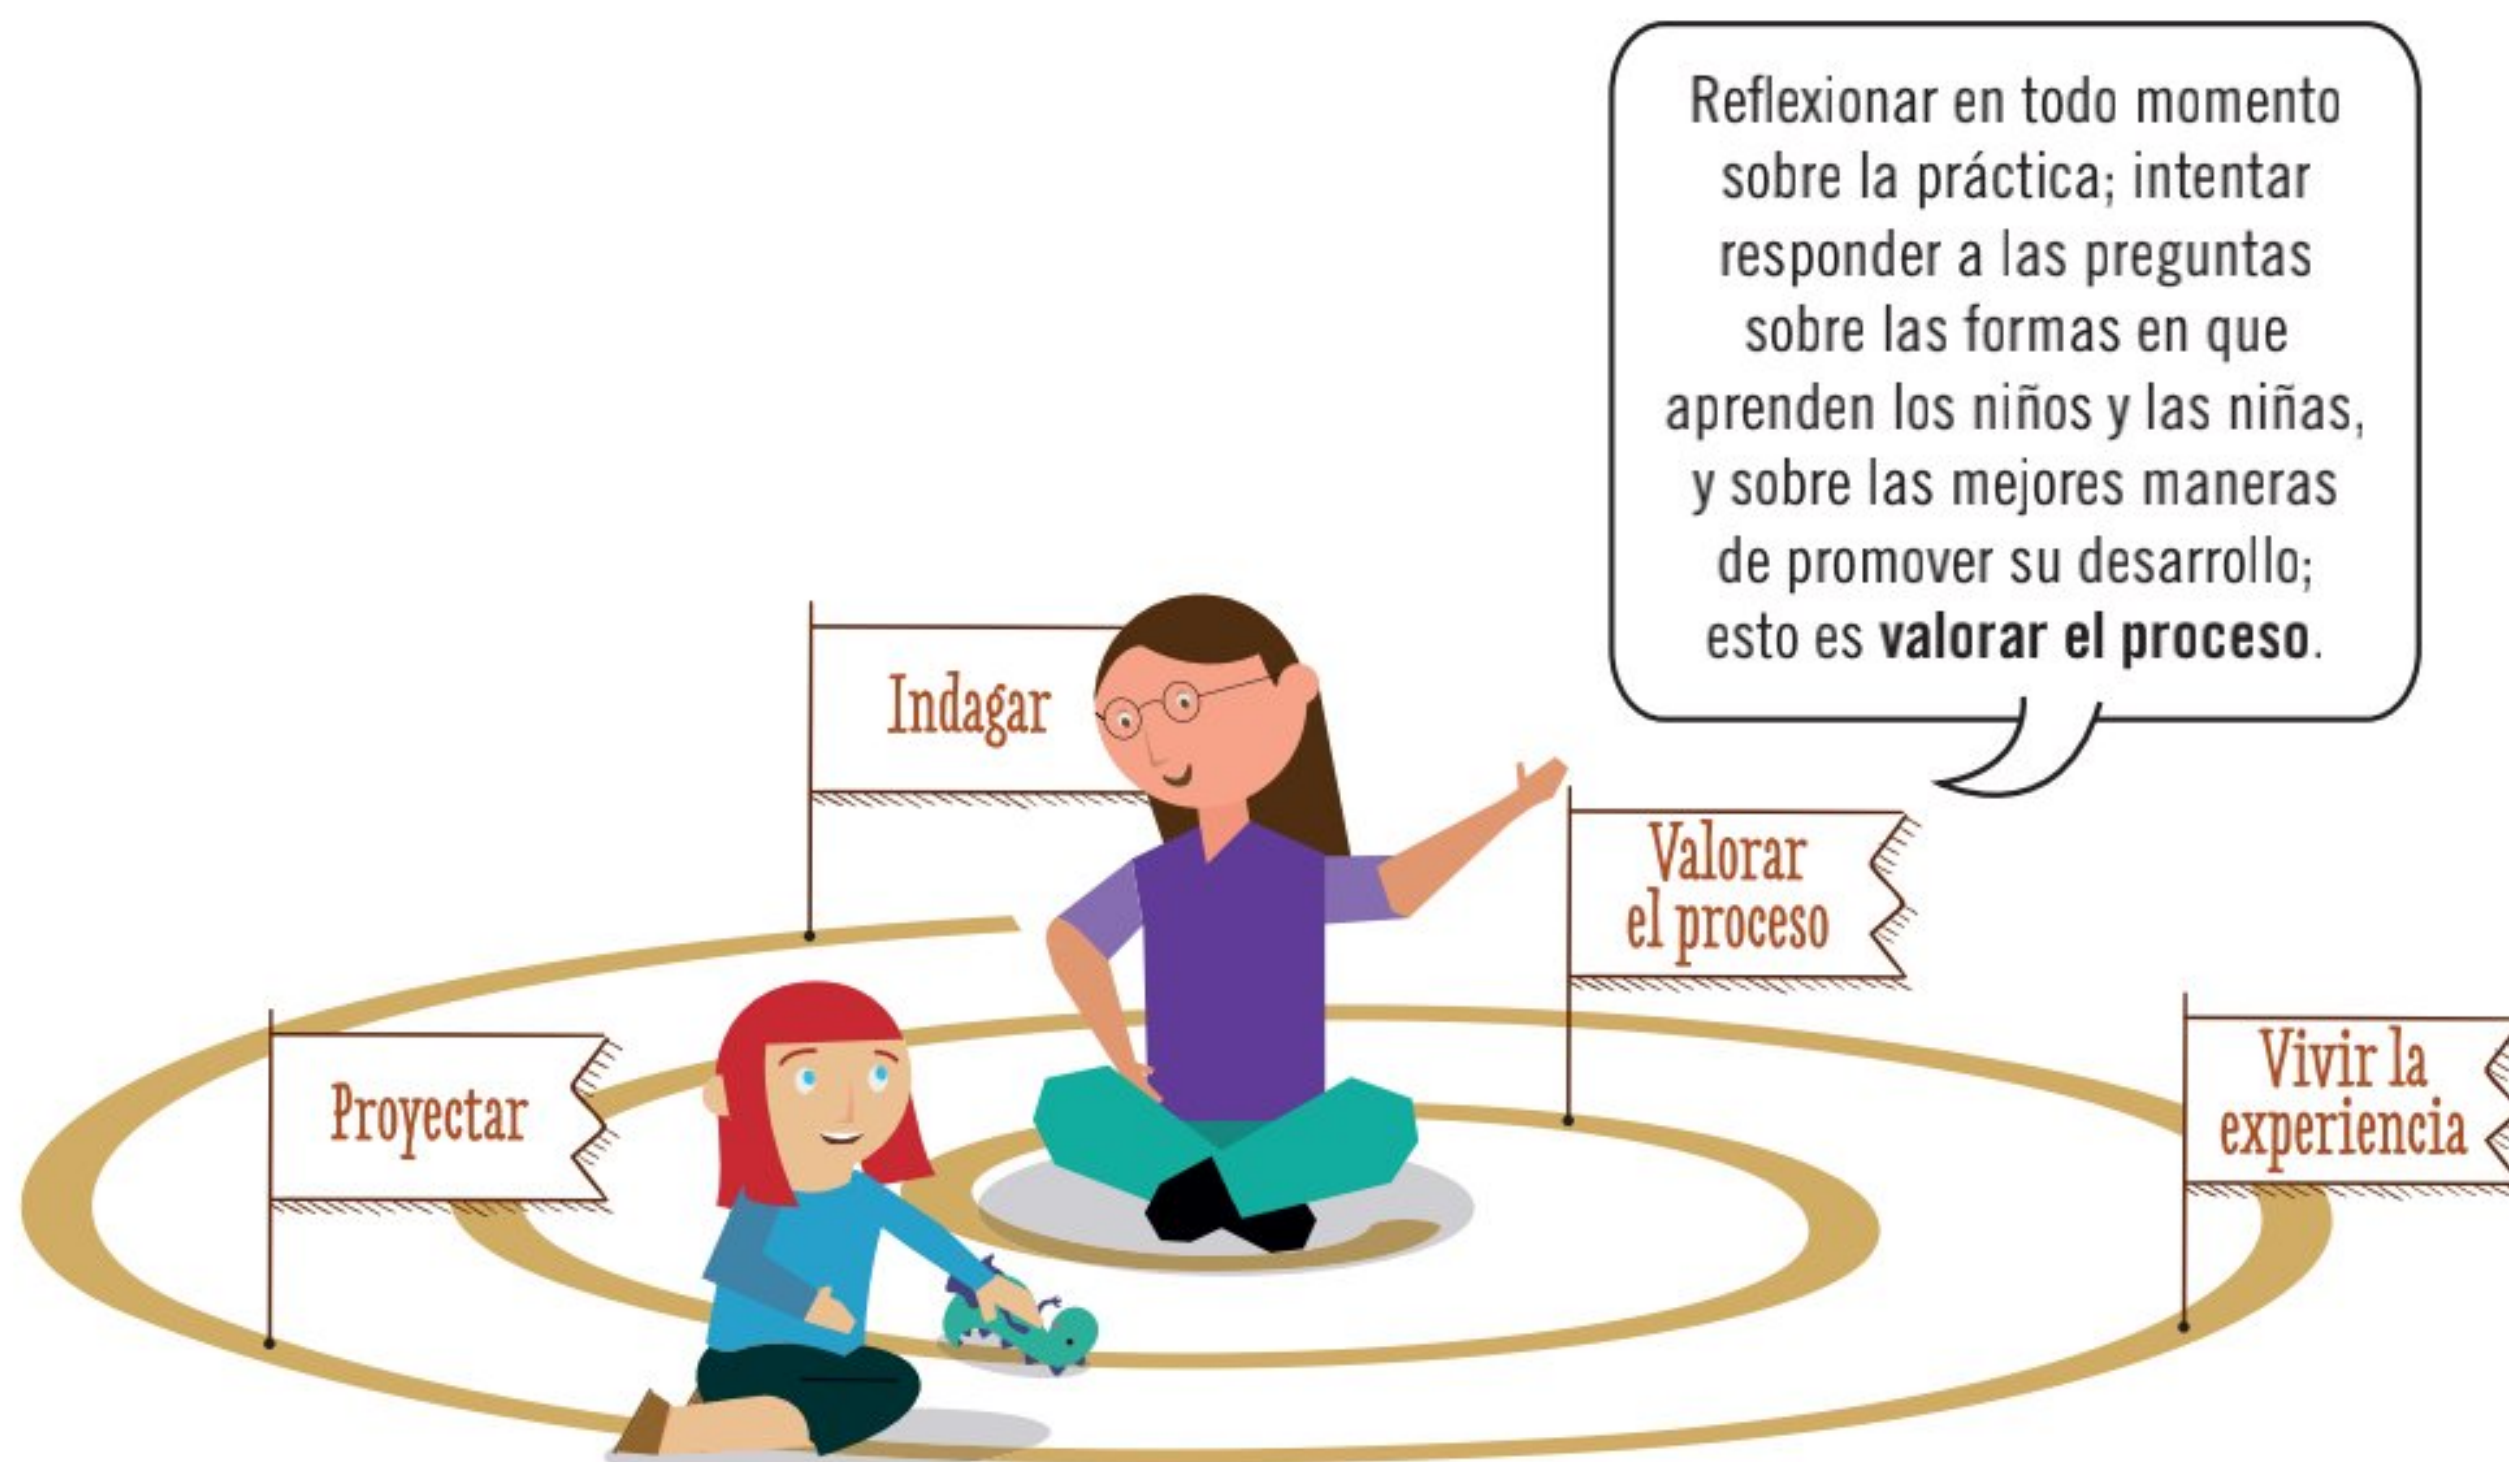 Reflexionar en todo momento
sobre la práctica; intentar
responder a las preguntas
sobre las formas en que
aprenden los niños y las niñas,
y sobre las mejores maneras
de promover su desarrollo;
esto es valorar el proceso.
Indagar
Valorar
el proceso
Proyectar
Vivir la
experiencia